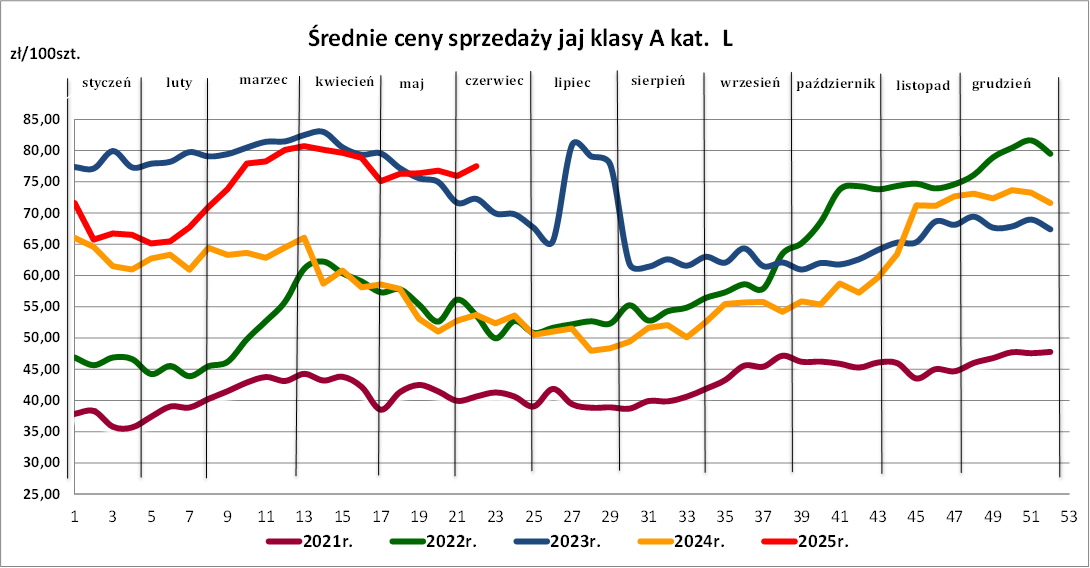 Średnie ceny sprzedaży jaj klasy A kat. L
zł/100szt.
styczeń luty marzec kwiecień maj czerwiec lipiec sierpień wrzesień październik listopad grudzień
85,00
80,00
75,00
70,00
65,00
60,00
55,00
50,00
45,00
40,00
35,00
30,00
25,00
1 3 5 7 9 11 13 15 17 19 21 23 25 27 29 31 33 35 37 39 41 43 45 47 49 51 53
2021r. 2022r. 2023r. 2024r. 2025r.